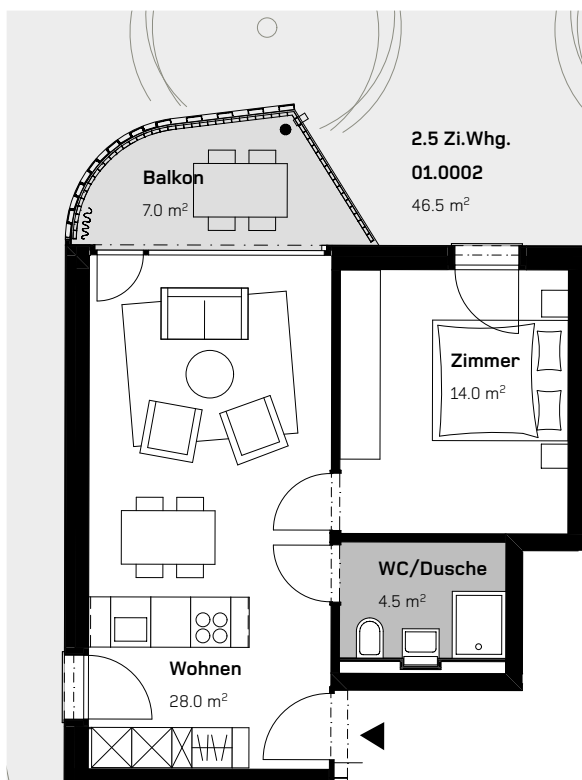 2.5 Zi.Whg.
01.0002
46.5 m²
Balkon
7.0 m²
Zimmer
14.0 m²
WC/Dusche
4.5 m²
Wohnen
28.0 m²